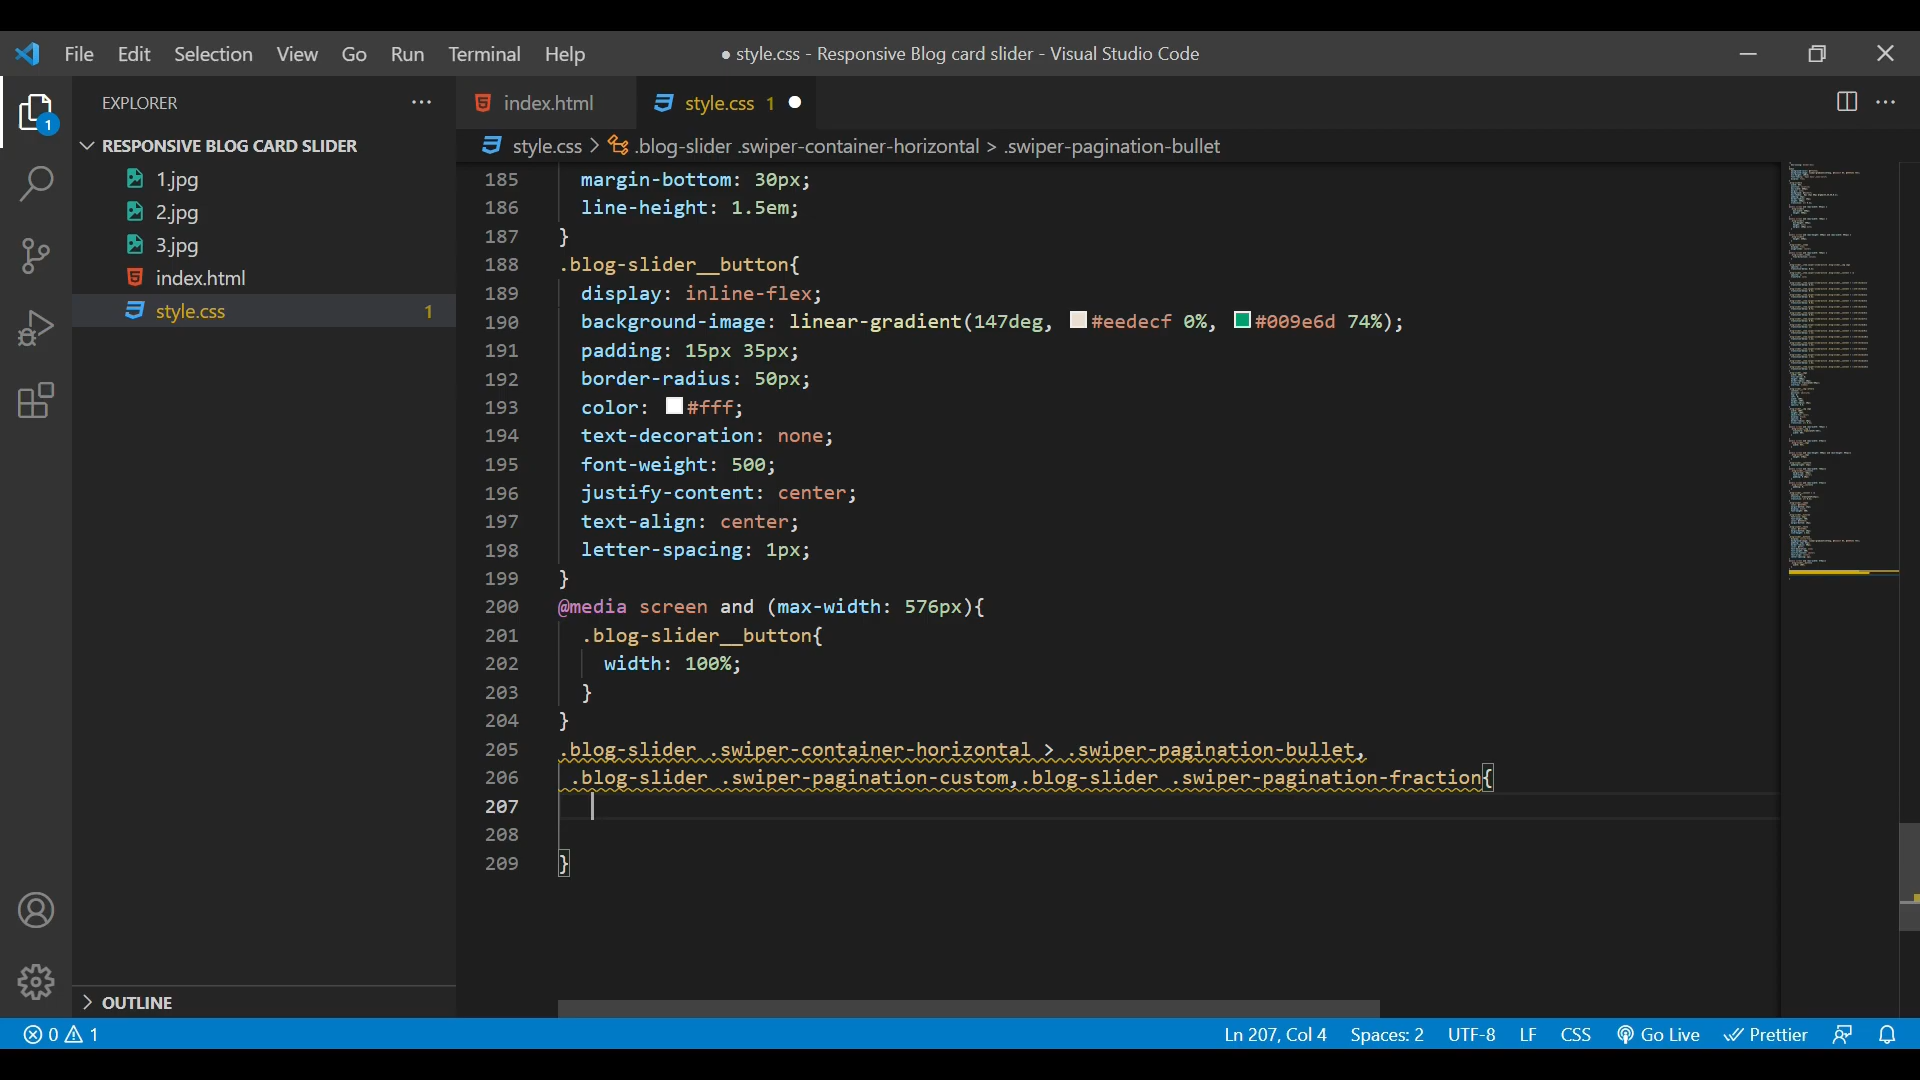 File Edit Selection View Go Run Terminal Help
● style.css - Responsive Blog card slider - Visual Studio Code
EXPLORER
index.html
style.css 1
1
style.css > .blog-slider .swiper-container-horizontal > .swiper-pagination-bullet
RESPONSIVE BLOG CARD SLIDER
1.jpg
2.jpg
3.jpg
index.html
style.css 1
185 margin-bottom: 30px;
186 line-height: 1.5em;
187 }
188 .blog-slider__button{
189 display: inline-flex;
190 background-image: linear-gradient(147deg, #eedecf 0%, #009e6d 74%);
191 padding: 15px 35px;
192 border-radius: 50px;
193 color: #fff;
194 text-decoration: none;
195 font-weight: 500;
196 justify-content: center;
197 text-align: center;
198 letter-spacing: 1px;
199 }
200 @media screen and (max-width: 576px){
201 .blog-slider__button{
202 width: 100%;
203 }
204 }
205 .blog-slider .swiper-container-horizontal > .swiper-pagination-bullet,
206 .blog-slider .swiper-pagination-custom,.blog-slider .swiper-pagination-fraction{
207
208
209 }
OUTLINE
0 1
Ln 207, Col 4 Spaces: 2 UTF-8 LF CSS Go Live Prettier